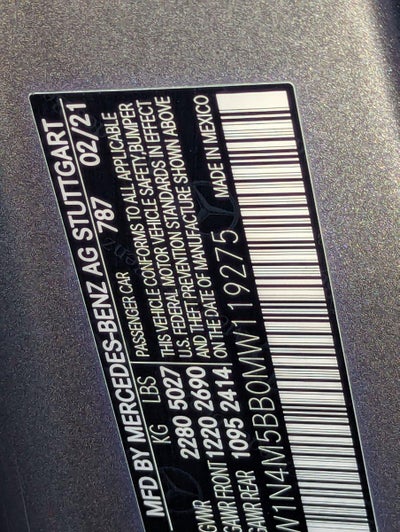 MFD BY MERCEDES-BENZ AG STUTTGART
787 02/21
KG LBS
PASSENGER CAR
GVWR 2280 5027
GAWR FRONT 1220 2690
GAWR REAR 1095 2414
THIS VEHICLE CONFORMS TO ALL APPLICABLE
U.S. FEDERAL MOTOR VEHICLE SAFETY, BUMPER
AND THEFT PREVENTION STANDARDS IN EFFECT
ON THE DATE OF MANUFACTURE SHOWN ABOVE
MADE IN MEXICO
W1N4M5BB0MW119275